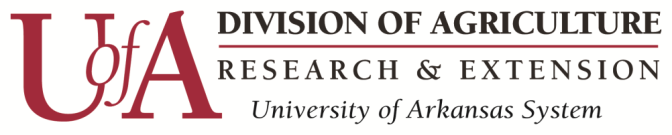 UofA
DIVISION OF AGRICULTURE
RESEARCH & EXTENSION
University of Arkansas System